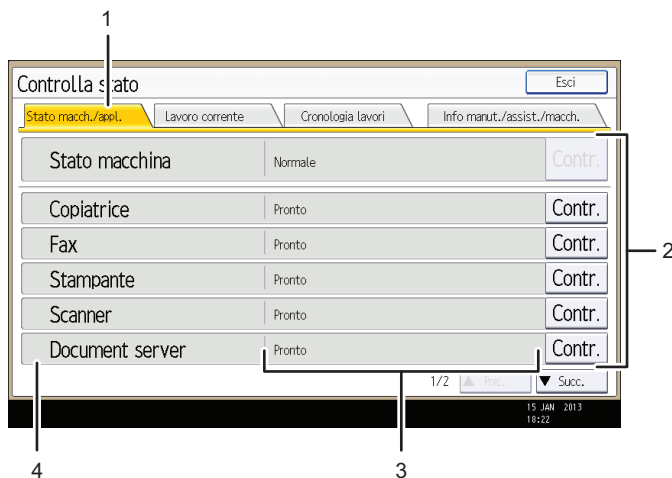 1
Controlla stato Esci
Stato macch./appl. Lavoro corrente Cronologia lavori Info manut./assist./macch.
Stato macchina Normale Contr.
2
Copiatrice Pronto Contr.
Fax Pronto Contr.
Stampante Pronto Contr.
Scanner Pronto Contr.
Document server Pronto Contr.
1/2 ▲ Prec. ▼ Succ.
15 JAN 2013
18:22
4 3